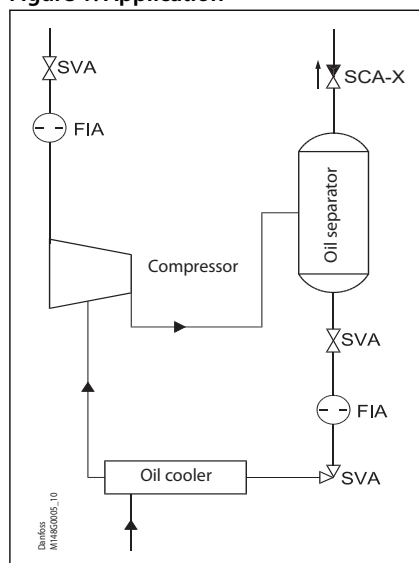 Figure 1: Application
SVA
SCA-X
FIA
Oil separator
Compressor
SVA
FIA
Oil cooler
SVA
Danfoss
M148G0005_10